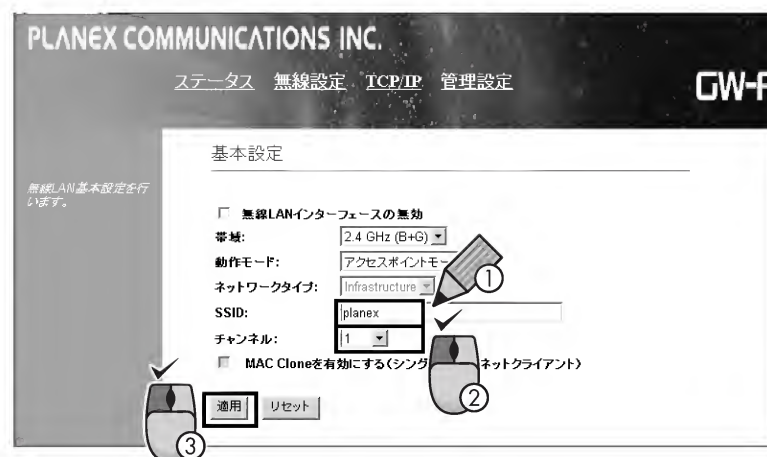 PLANEX COMMUNICATIONS INC.
ステータス 無線設定 TCP/IP 管理設定
GW-F
基本設定
無線LAN基本設定を行
います。
無線LANインターフェースの無効
帯域: 2.4 GHz (B+G)
動作モード: アクセスポイントモー
ネットワークタイプ: Infrastructure
SSID: planex
チャンネル: 1
MAC Cloneを有効にする(シング ネットクライアント)
適用 リセット
①
②
③